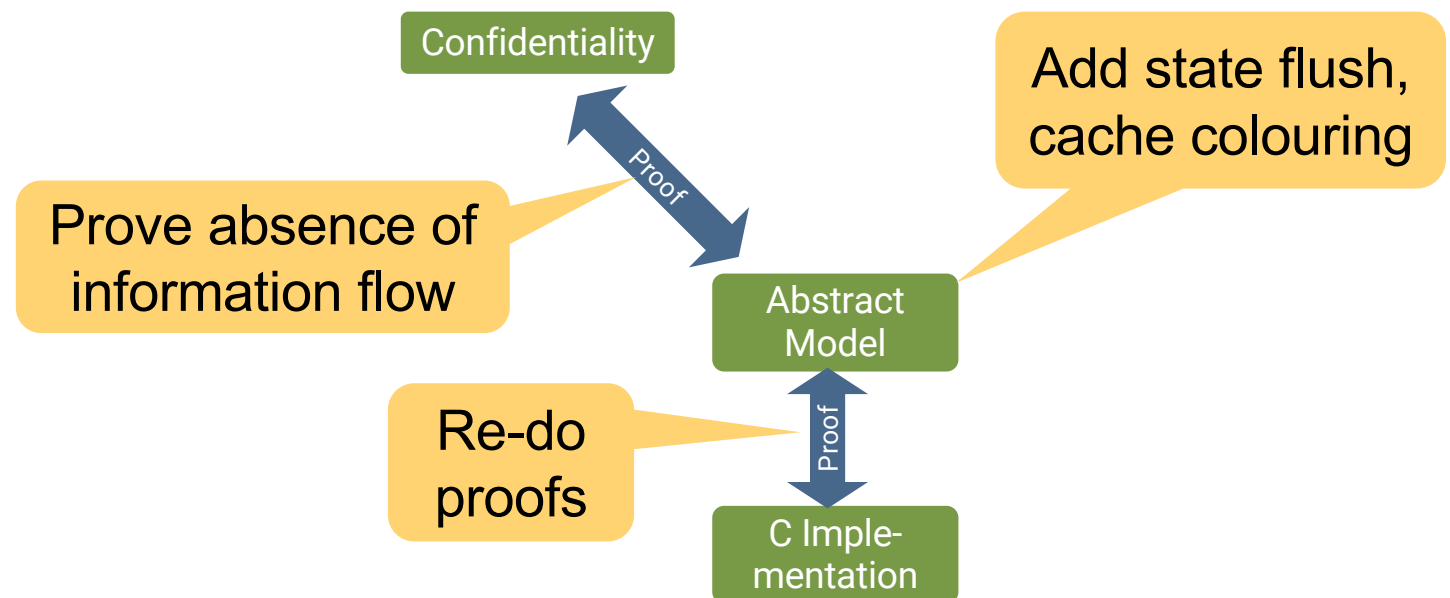 Confidentiality
Add state flush,
cache colouring
Proof
Prove absence of
information flow
Abstract
Model
Re-do
proofs
Proof
C Imple-
mentation